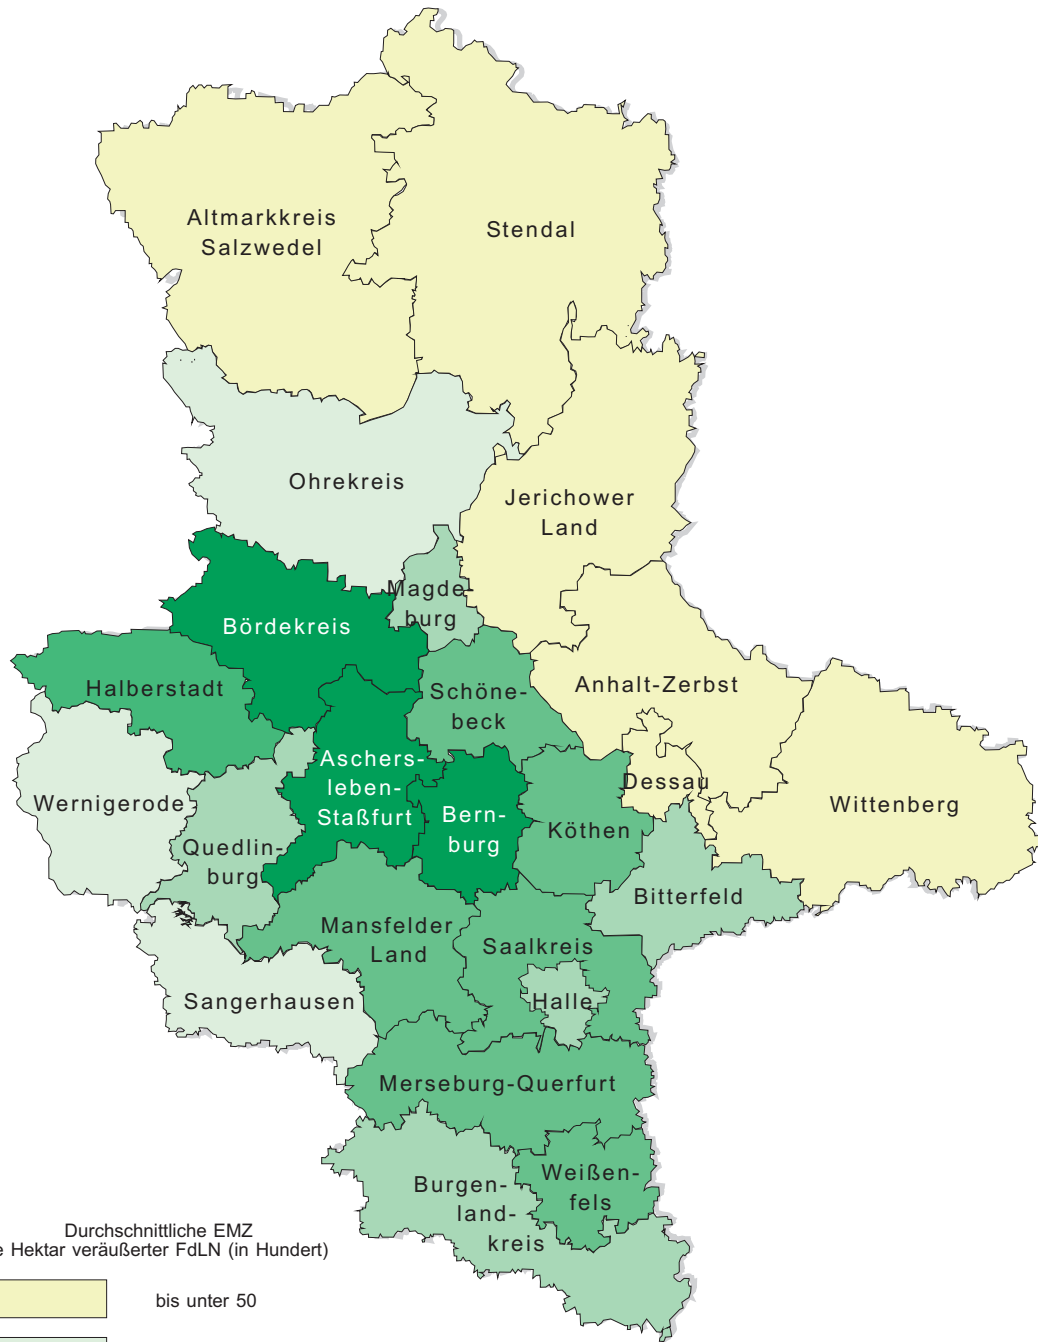 Altmarkkreis
Salzwedel
Stendal
Ohrekreis
Jerichower
Land
Magde-
burg
Bördekreis
Halberstadt
Schöne-
beck
Anhalt-Zerbst
Aschers-
leben-
Staßfurt
Dessau
Wernigerode
Bern-
burg
Köthen
Wittenberg
Quedlin-
burg
Bitterfeld
Mansfelder
Land
Saalkreis
Sangerhausen
Halle
Merseburg-Querfurt
Burgen-
land-
kreis
Weißen-
fels
Durchschnittliche EMZ
Hektar veräußerter FdLN (in Hundert)
bis unter 50